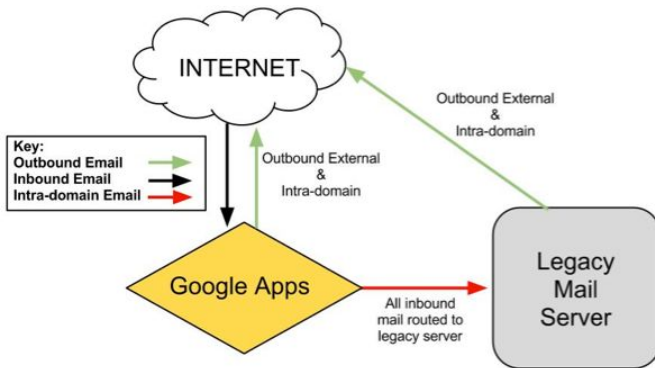 INTERNET
Key:
Outbound Email
Inbound Email
Intra-domain Email
Outbound External
&
Intra-domain
Outbound External
&
Intra-domain
Google Apps
All inbound
mail routed to
legacy server
Legacy
Mail
Server